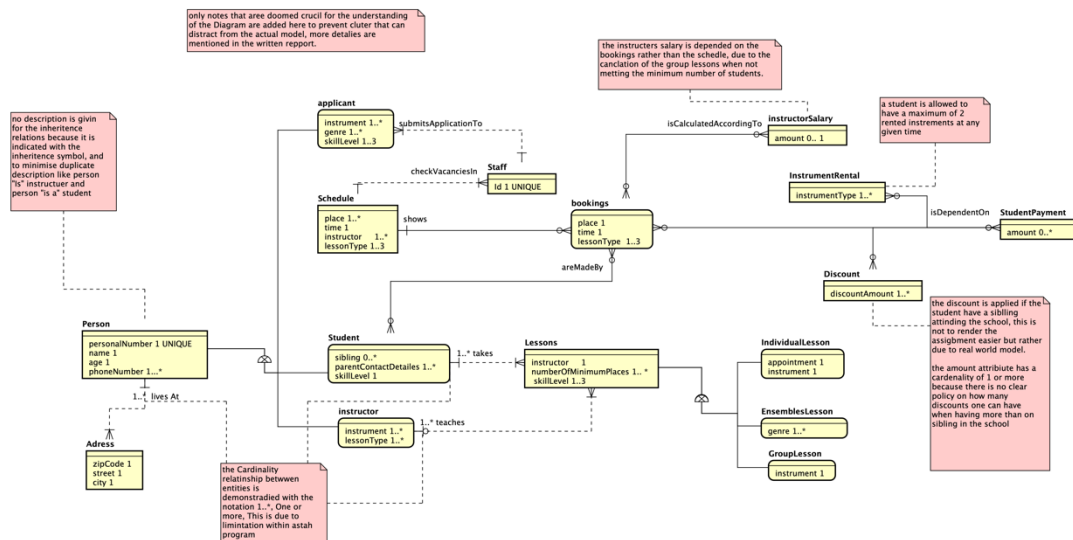 only notes that aree doomed crucil for the understanding
of the Diagram are added here to prevent cluter that can
distract from the actual model, more detalies are
mentioned in the written repport.
the instructers salary is depended on the
bookings rather than the schedle, due to the
canclation of the group lessons when not
metting the minimum number of students.
a student is allowed to
have a maximum of 2
rented instrements at any
given time
no description is givin
for the inheritence
relations because it is
indicated with the
inheritence symbol, and
to minimise duplicate
description like person
"is" instructuer and
person "is a" student
applicant
instrument 1..*
genre 1..*
skillLevel 1..3
submitsApplicationTo
Staff
Id 1 UNIQUE
checkVacanciesIn
Schedule
place 1..*
time 1
instructor 1..*
lessonType 1..3
shows
bookings
place 1
time 1
lessonType 1..3
isCalculatedAccordingTo
instructorSalary
amount 0.. 1
InstrumentRental
instrumentType 1..*
isDependentOn
StudentPayment
amount 0..*
Discount
discountAmount 1..*
areMadeBy
Person
personalNumber 1 UNIQUE
name 1
age 1
phoneNumber 1...*
1..* lives At
Adress
zipCode 1
street 1
city 1
Student
sibling 0..*
parentContactDetailes 1..*
skillLevel 1
1..* takes
Lessons
instructor 1
numberOfMinimumPlaces 1.. *
skillLevel 1..3
instructor
instrument 1..*
lessonType 1..*
1..* teaches
IndividualLesson
appointment 1
instrument 1
EnsemblesLesson
genre 1..*
GroupLesson
instrument 1
the Cardinality
relatinship betwwen
entities is
demonstradied with the
notation 1..*, One or
more, This is due to
limintation within astah
program
the discount is applied if the
student have a siblling
attinding the school, this is
not to render the
assigbment easier but rather
due to real world model.
the amount attribiute has a
cardenality of 1 or more
because there is no clear
policy on how many
discounts one can have
when having more than on
sibling in the school